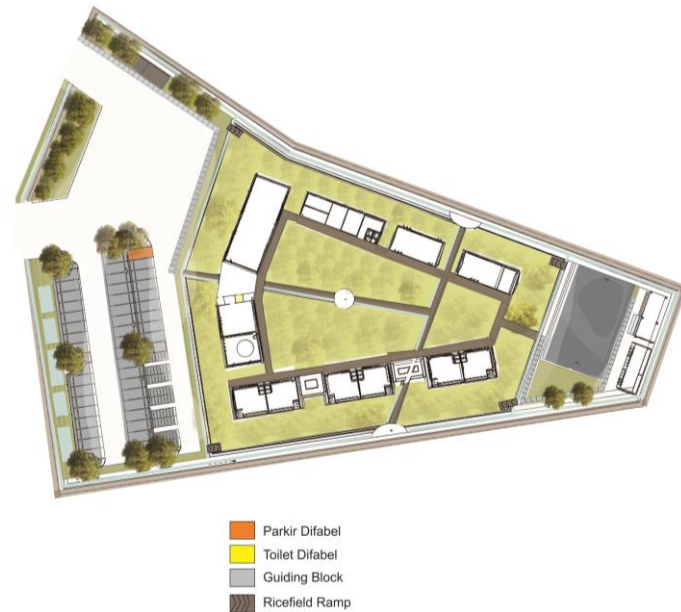 Parkir Difabel
Toilet Difabel
Guiding Block
Ricefield Ramp